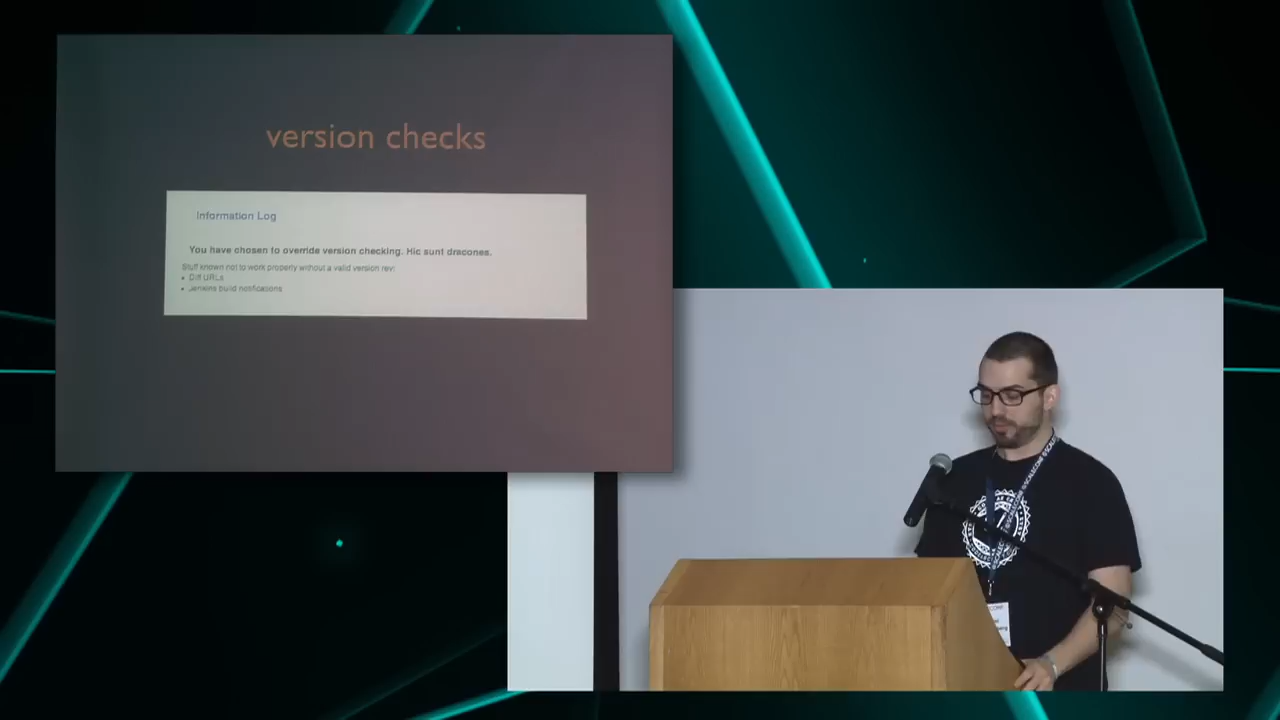 version checks
Information Log
You have chosen to override version checking. Hic sunt dracones.
Stuff known not to work properly without a valid version rev:
• Diff URLs
• Jenkins build notifications